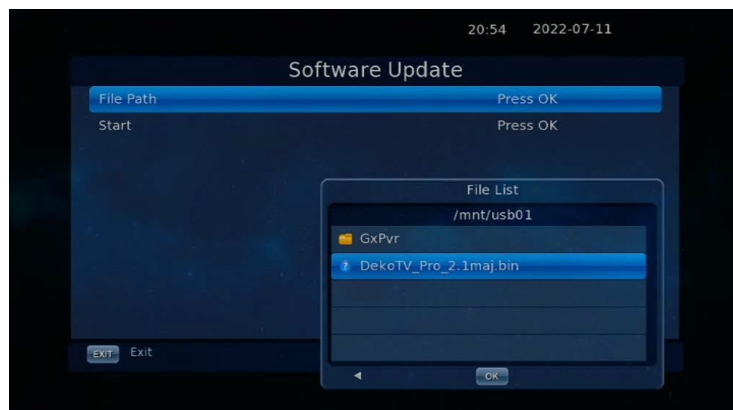 20:54 2022-07-11
Software Update
File Path Press OK
Start Press OK
File List
/mnt/usb01
GxPvr
DekoTV_Pro_2.1maj.bin
EXIT Exit
OK